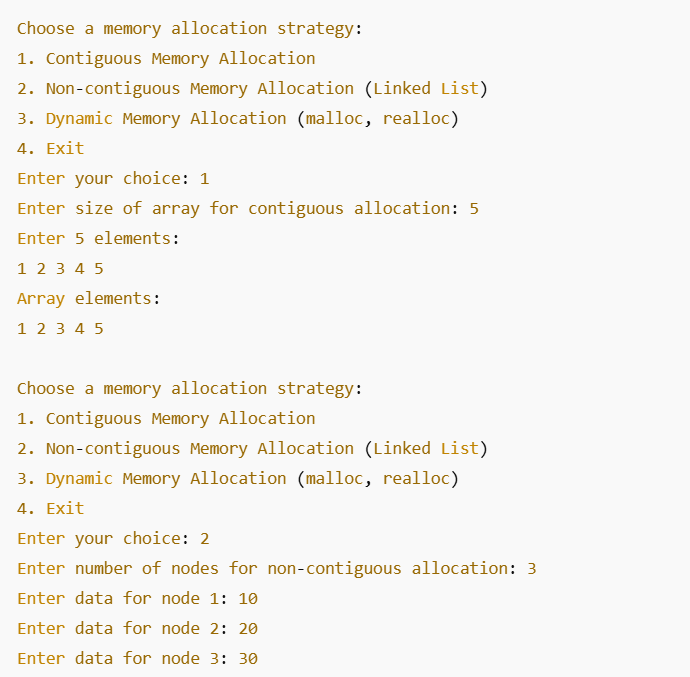 Choose a memory allocation strategy:
1. Contiguous Memory Allocation
2. Non-contiguous Memory Allocation (Linked List)
3. Dynamic Memory Allocation (malloc, realloc)
4. Exit
Enter your choice: 1
Enter size of array for contiguous allocation: 5
Enter 5 elements:
1 2 3 4 5
Array elements:
1 2 3 4 5
Choose a memory allocation strategy:
1. Contiguous Memory Allocation
2. Non-contiguous Memory Allocation (Linked List)
3. Dynamic Memory Allocation (malloc, realloc)
4. Exit
Enter your choice: 2
Enter number of nodes for non-contiguous allocation: 3
Enter data for node 1: 10
Enter data for node 2: 20
Enter data for node 3: 30